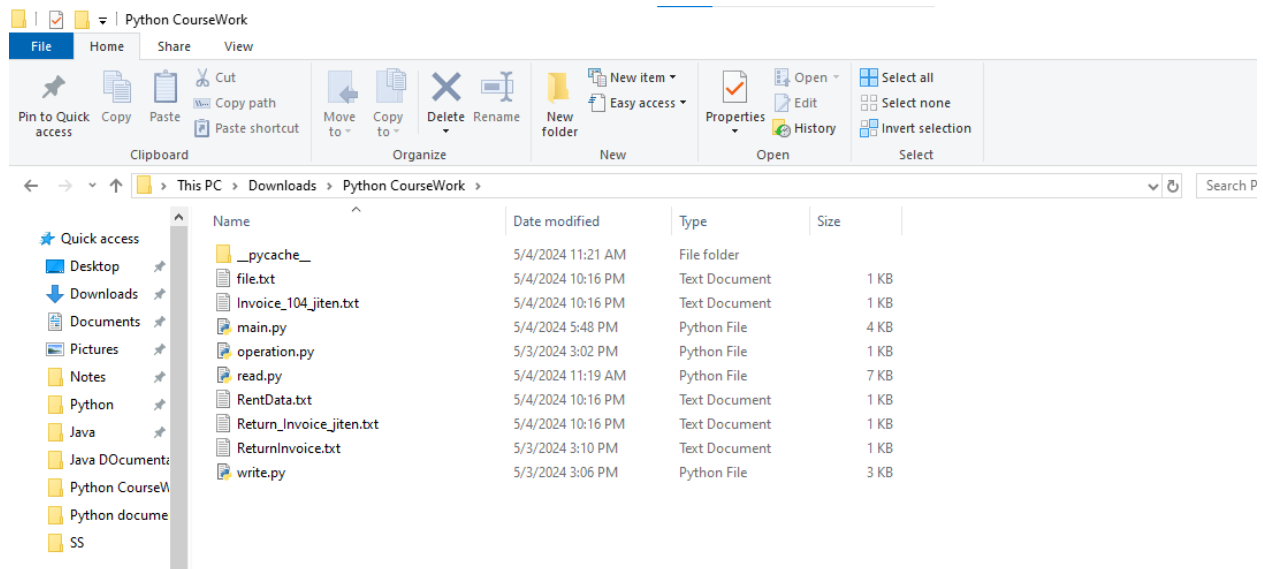 Python CourseWork
File Home Share View
Pin to Quick access
Copy
Paste
Cut
Copy path
Paste shortcut
Clipboard
Move to
Copy to
Delete
Rename
Organize
New folder
New item
Easy access
New
Properties
Open
Edit
History
Open
Select all
Select none
Invert selection
Select
This PC > Downloads > Python CourseWork >
Search P
Quick access
Desktop
Downloads
Documents
Pictures
Notes
Python
Java
Java DOcumenta
Python CourseW
Python docume
SS
Name Date modified Type Size
__pycache__ 5/4/2024 11:21 AM File folder
file.txt 5/4/2024 10:16 PM Text Document 1 KB
Invoice_104_jiten.txt 5/4/2024 10:16 PM Text Document 1 KB
main.py 5/4/2024 5:48 PM Python File 4 KB
operation.py 5/3/2024 3:02 PM Python File 1 KB
read.py 5/4/2024 11:19 AM Python File 7 KB
RentData.txt 5/4/2024 10:16 PM Text Document 1 KB
Return_Invoice_jiten.txt 5/4/2024 10:16 PM Text Document 1 KB
ReturnInvoice.txt 5/3/2024 3:10 PM Text Document 1 KB
write.py 5/3/2024 3:06 PM Python File 3 KB